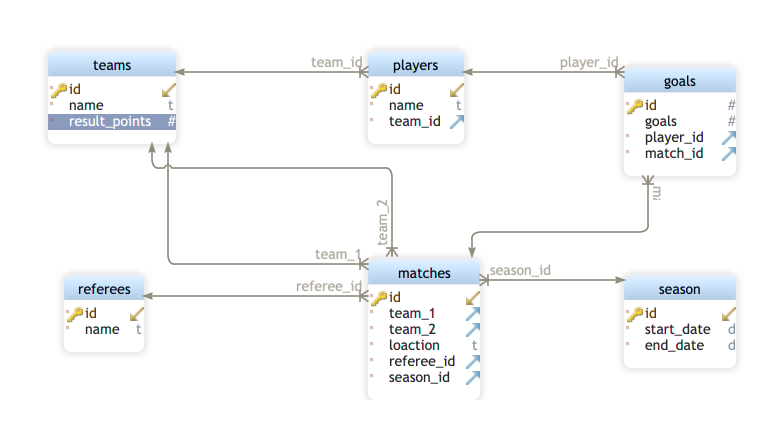 teams
id
name t
result_points #
team_id
players
id
name t
team_id
player_id
goals
id #
goals #
player_id
match_id
mi
team_2
team_1
referee_id
season_id
referees
id
name t
matches
id
team_1
team_2
loaction t
referee_id
season_id
season
id
start_date d
end_date d